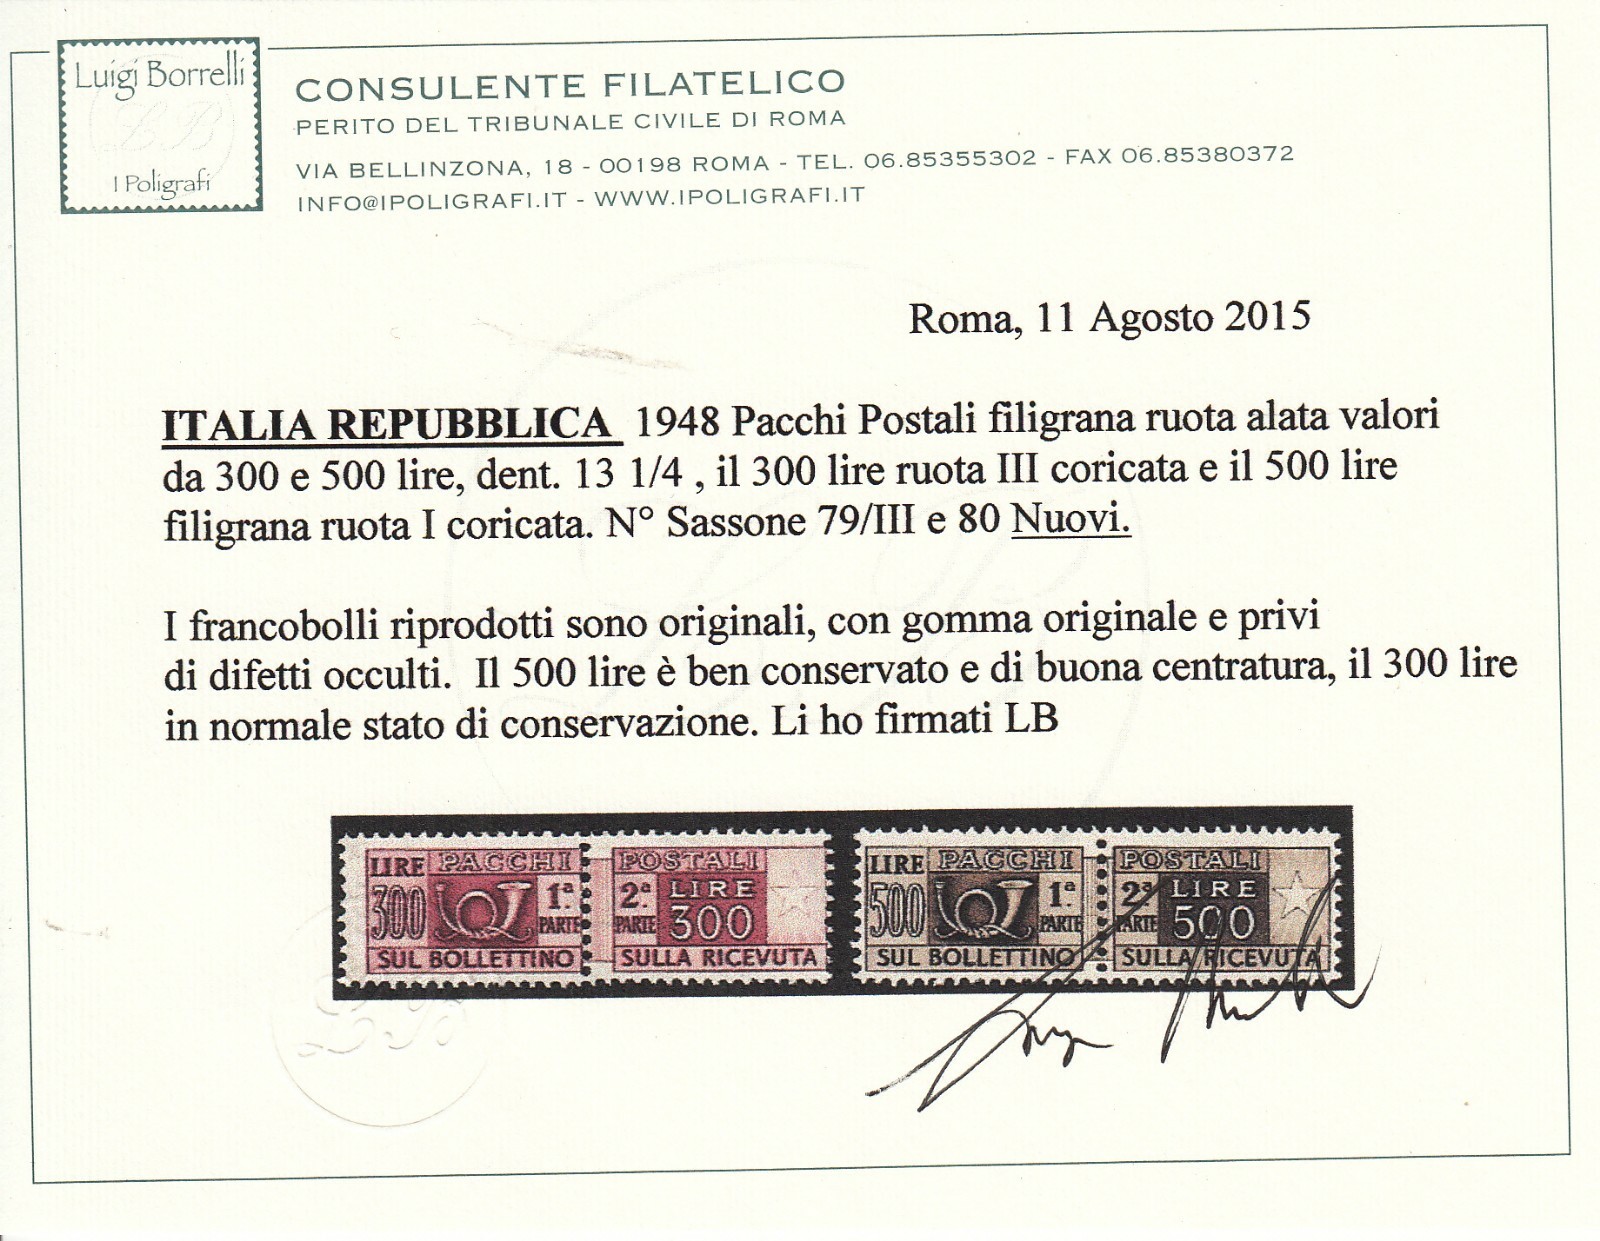 Luigi Borrelli
LB
I Poligrafi
CONSULENTE FILATELICO
PERITO DEL TRIBUNALE CIVILE DI ROMA
VIA BELLINZONA, 18 - 00198 ROMA - TEL. 06.85355302 - FAX 06.85380372
INFO@IPOLIGRAFI.IT - WWW.IPOLIGRAFI.IT
Roma, 11 Agosto 2015
ITALIA REPUBBLICA 1948 Pacchi Postali filigrana ruota alata valori
da 300 e 500 lire, dent. 13 1/4 , il 300 lire ruota III coricata e il 500 lire
filigrana ruota I coricata. N° Sassone 79/III e 80 Nuovi.
I francobolli riprodotti sono originali, con gomma originale e privi
di difetti occulti. Il 500 lire è ben conservato e di buona centratura, il 300 lire
in normale stato di conservazione. Li ho firmati LB
LIRE PACCHI POSTALI
300 1ª PARTE 2ª PARTE LIRE 300
SUL BOLLETTINO SULLA RICEVUTA
LIRE PACCHI POSTALI
500 1ª PARTE 2ª PARTE LIRE 500
SUL BOLLETTINO SULLA RICEVUTA
LB